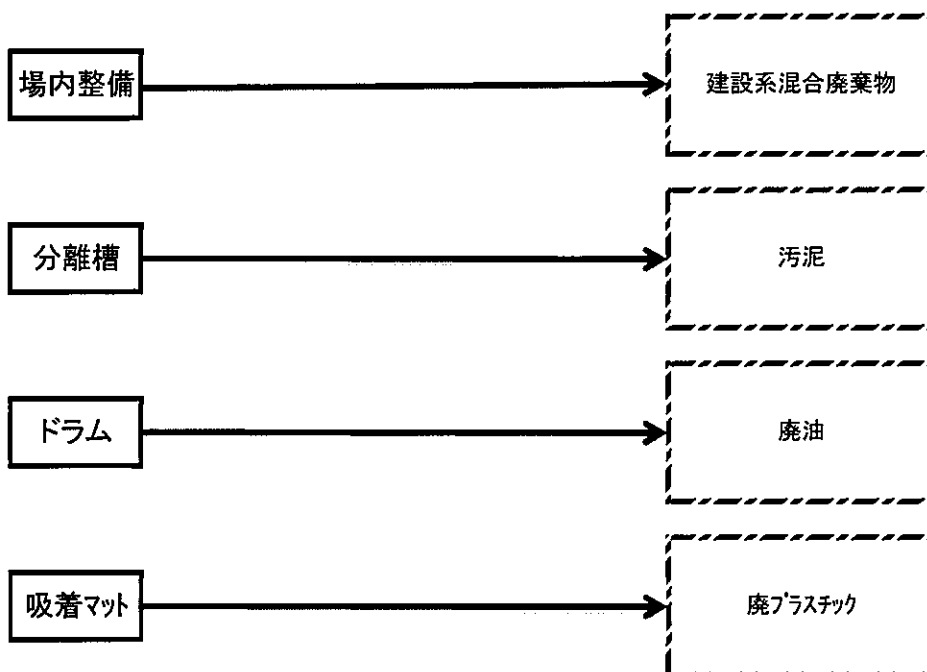 場内整備
建設系混合廃棄物
分離槽
汚泥
ドラム
廃油
吸着マット
廃プラスチック